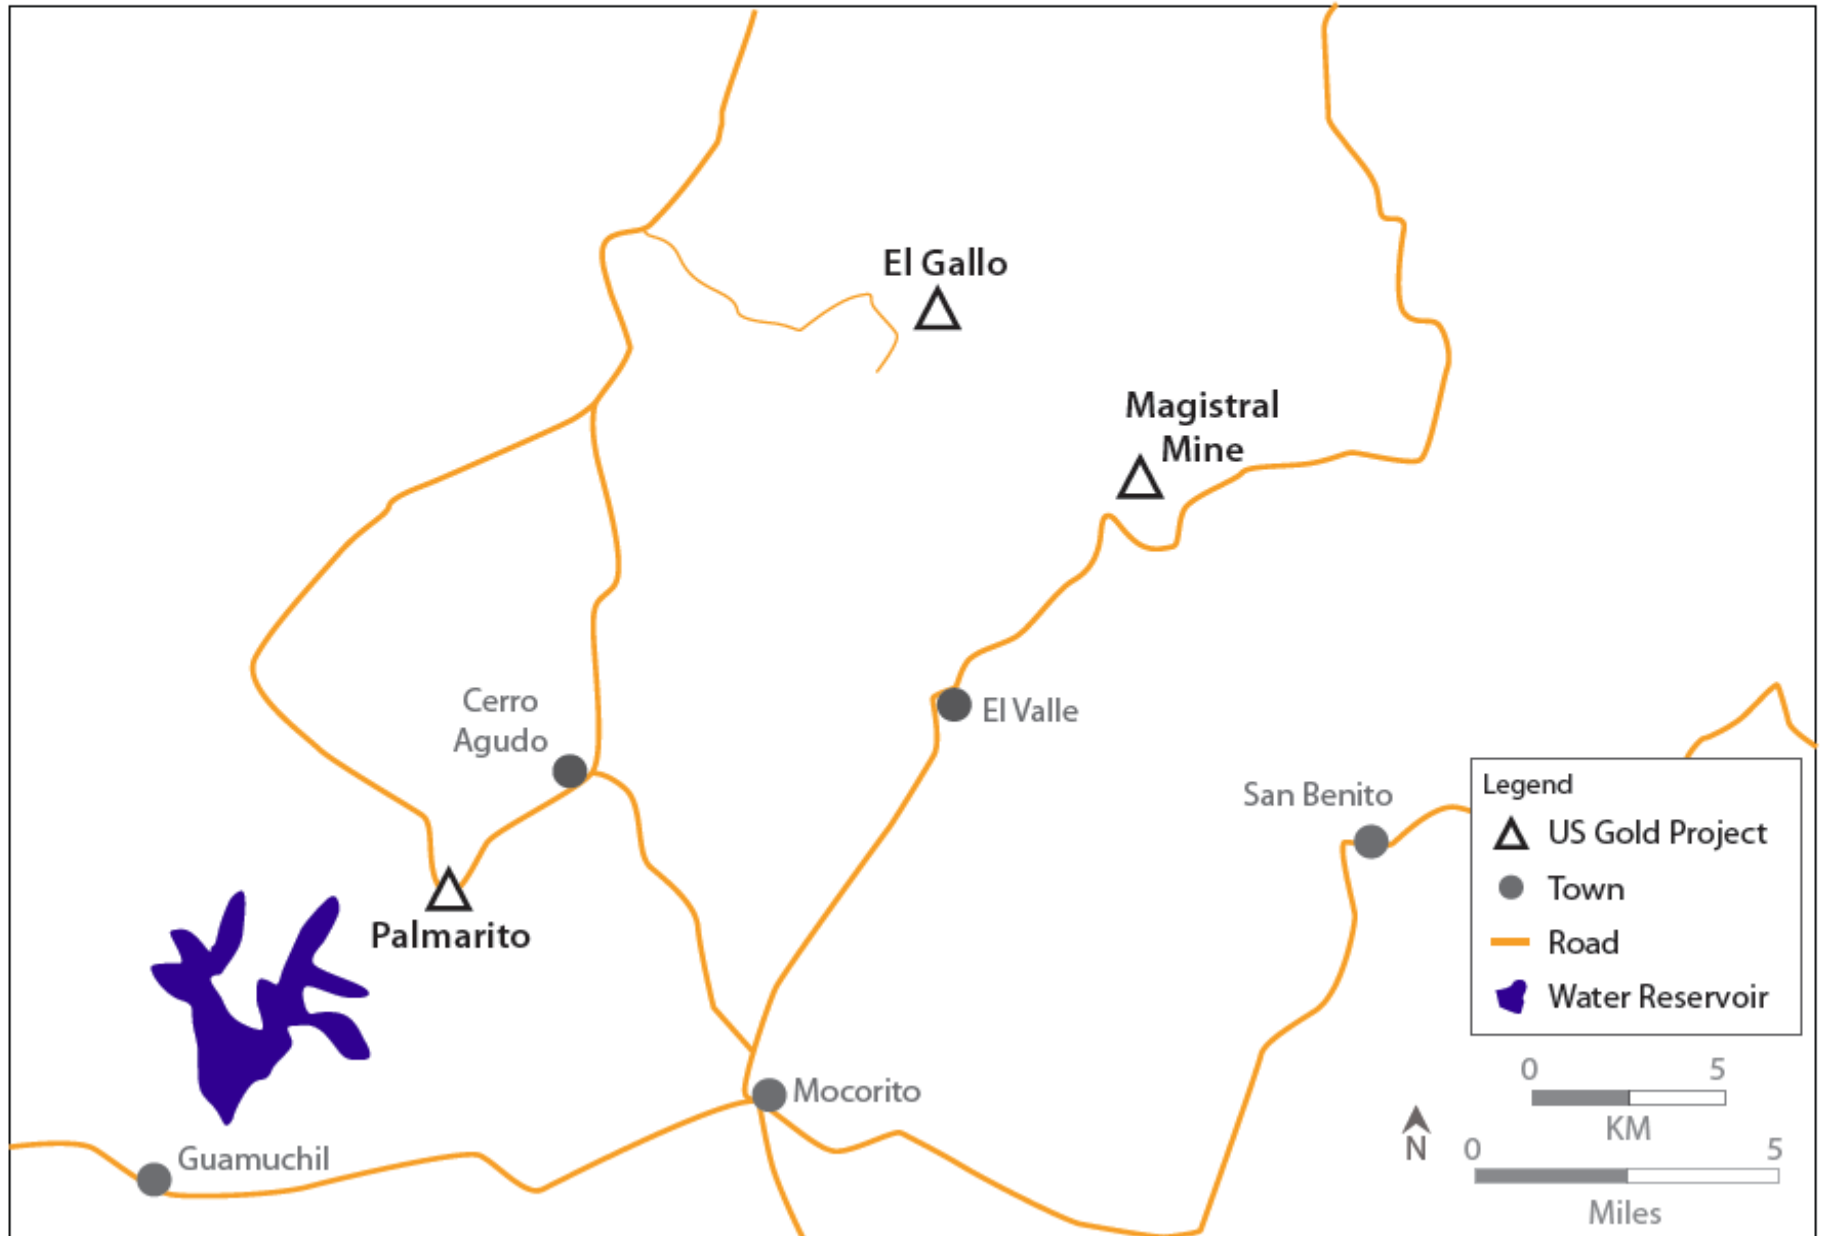 El Gallo
Magistral
Mine
Cerro
Agudo
El Valle
San Benito
Palmarito
Mocorito
Guamuchil
Legend
US Gold Project
Town
Road
Water Reservoir
0 5
KM
N
0 5
Miles